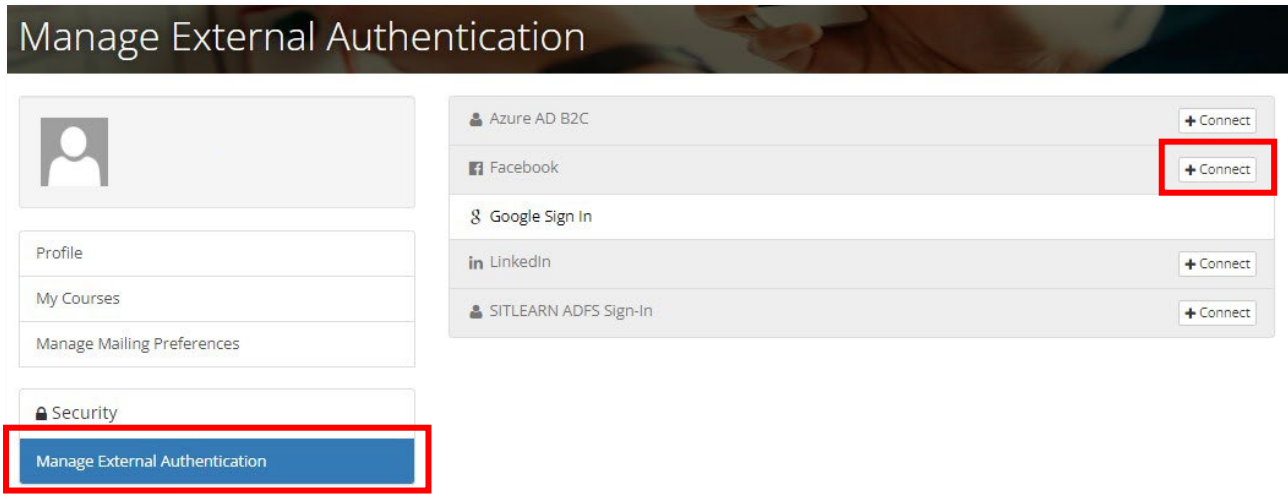 Manage External Authentication
Profile
My Courses
Manage Mailing Preferences
Security
Manage External Authentication
Azure AD B2C
+ Connect
Facebook
+ Connect
Google Sign In
LinkedIn
+ Connect
SITLEARN ADFS Sign-In
+ Connect